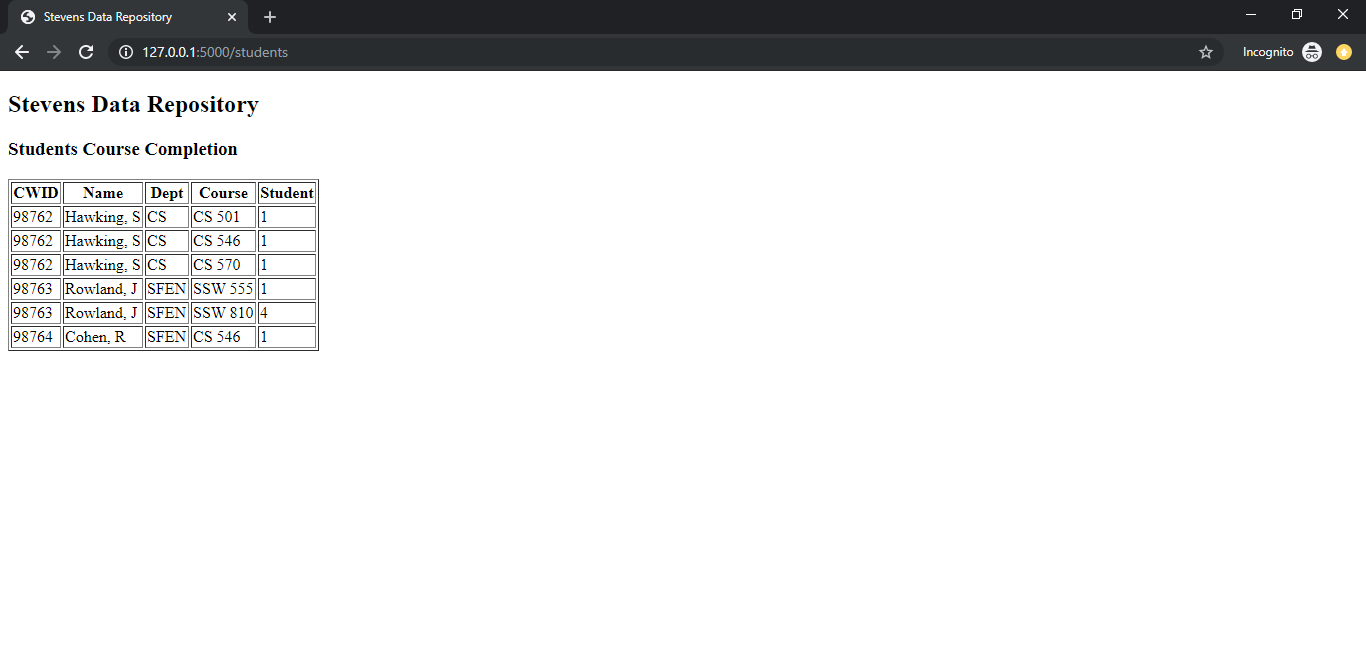 Stevens Data Repository
127.0.0.1:5000/students
Incognito
Stevens Data Repository
Students Course Completion
CWID Name Dept Course Student
98762 Hawking, S CS CS 501 1
98762 Hawking, S CS CS 546 1
98762 Hawking, S CS CS 570 1
98763 Rowland, J SFEN SSW 555 1
98763 Rowland, J SFEN SSW 810 4
98764 Cohen, R SFEN CS 546 1